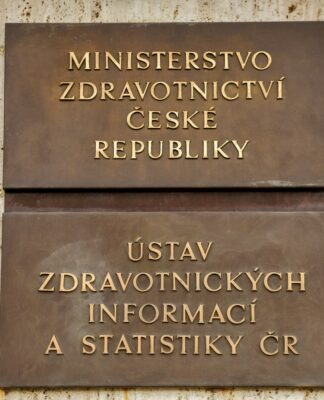 MINISTERSTVO
ZDRAVOTNICTVÍ
ČESKÉ
REPUBLIKY
ÚSTAV
ZDRAVOTNICKÝCH
INFORMACÍ
A STATISTIKY ČR